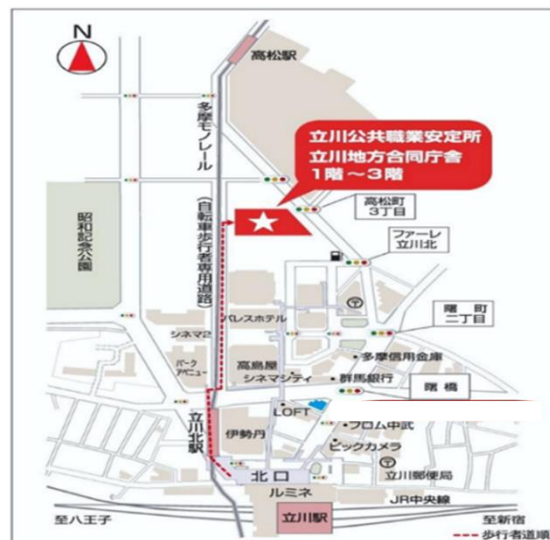 N
高松駅
多摩モノレール
(自転車歩行者専用道路)
立川公共職業安定所
立川地方合同庁舎
1階～3階
高松町
3丁目
ファーレ
立川北
昭和記念公園
曙町
二丁目
パレスホテル
シネマ2
多摩信用金庫
高島屋
パーク
アベニュー
シネマシティ
群馬銀行
曙橋
LOFT
フロム中武
立川北駅
伊勢丹
ビックカメラ
北口
立川郵便局
ルミネ
JR中央線
至八王子
立川駅
至新宿
歩行者道順